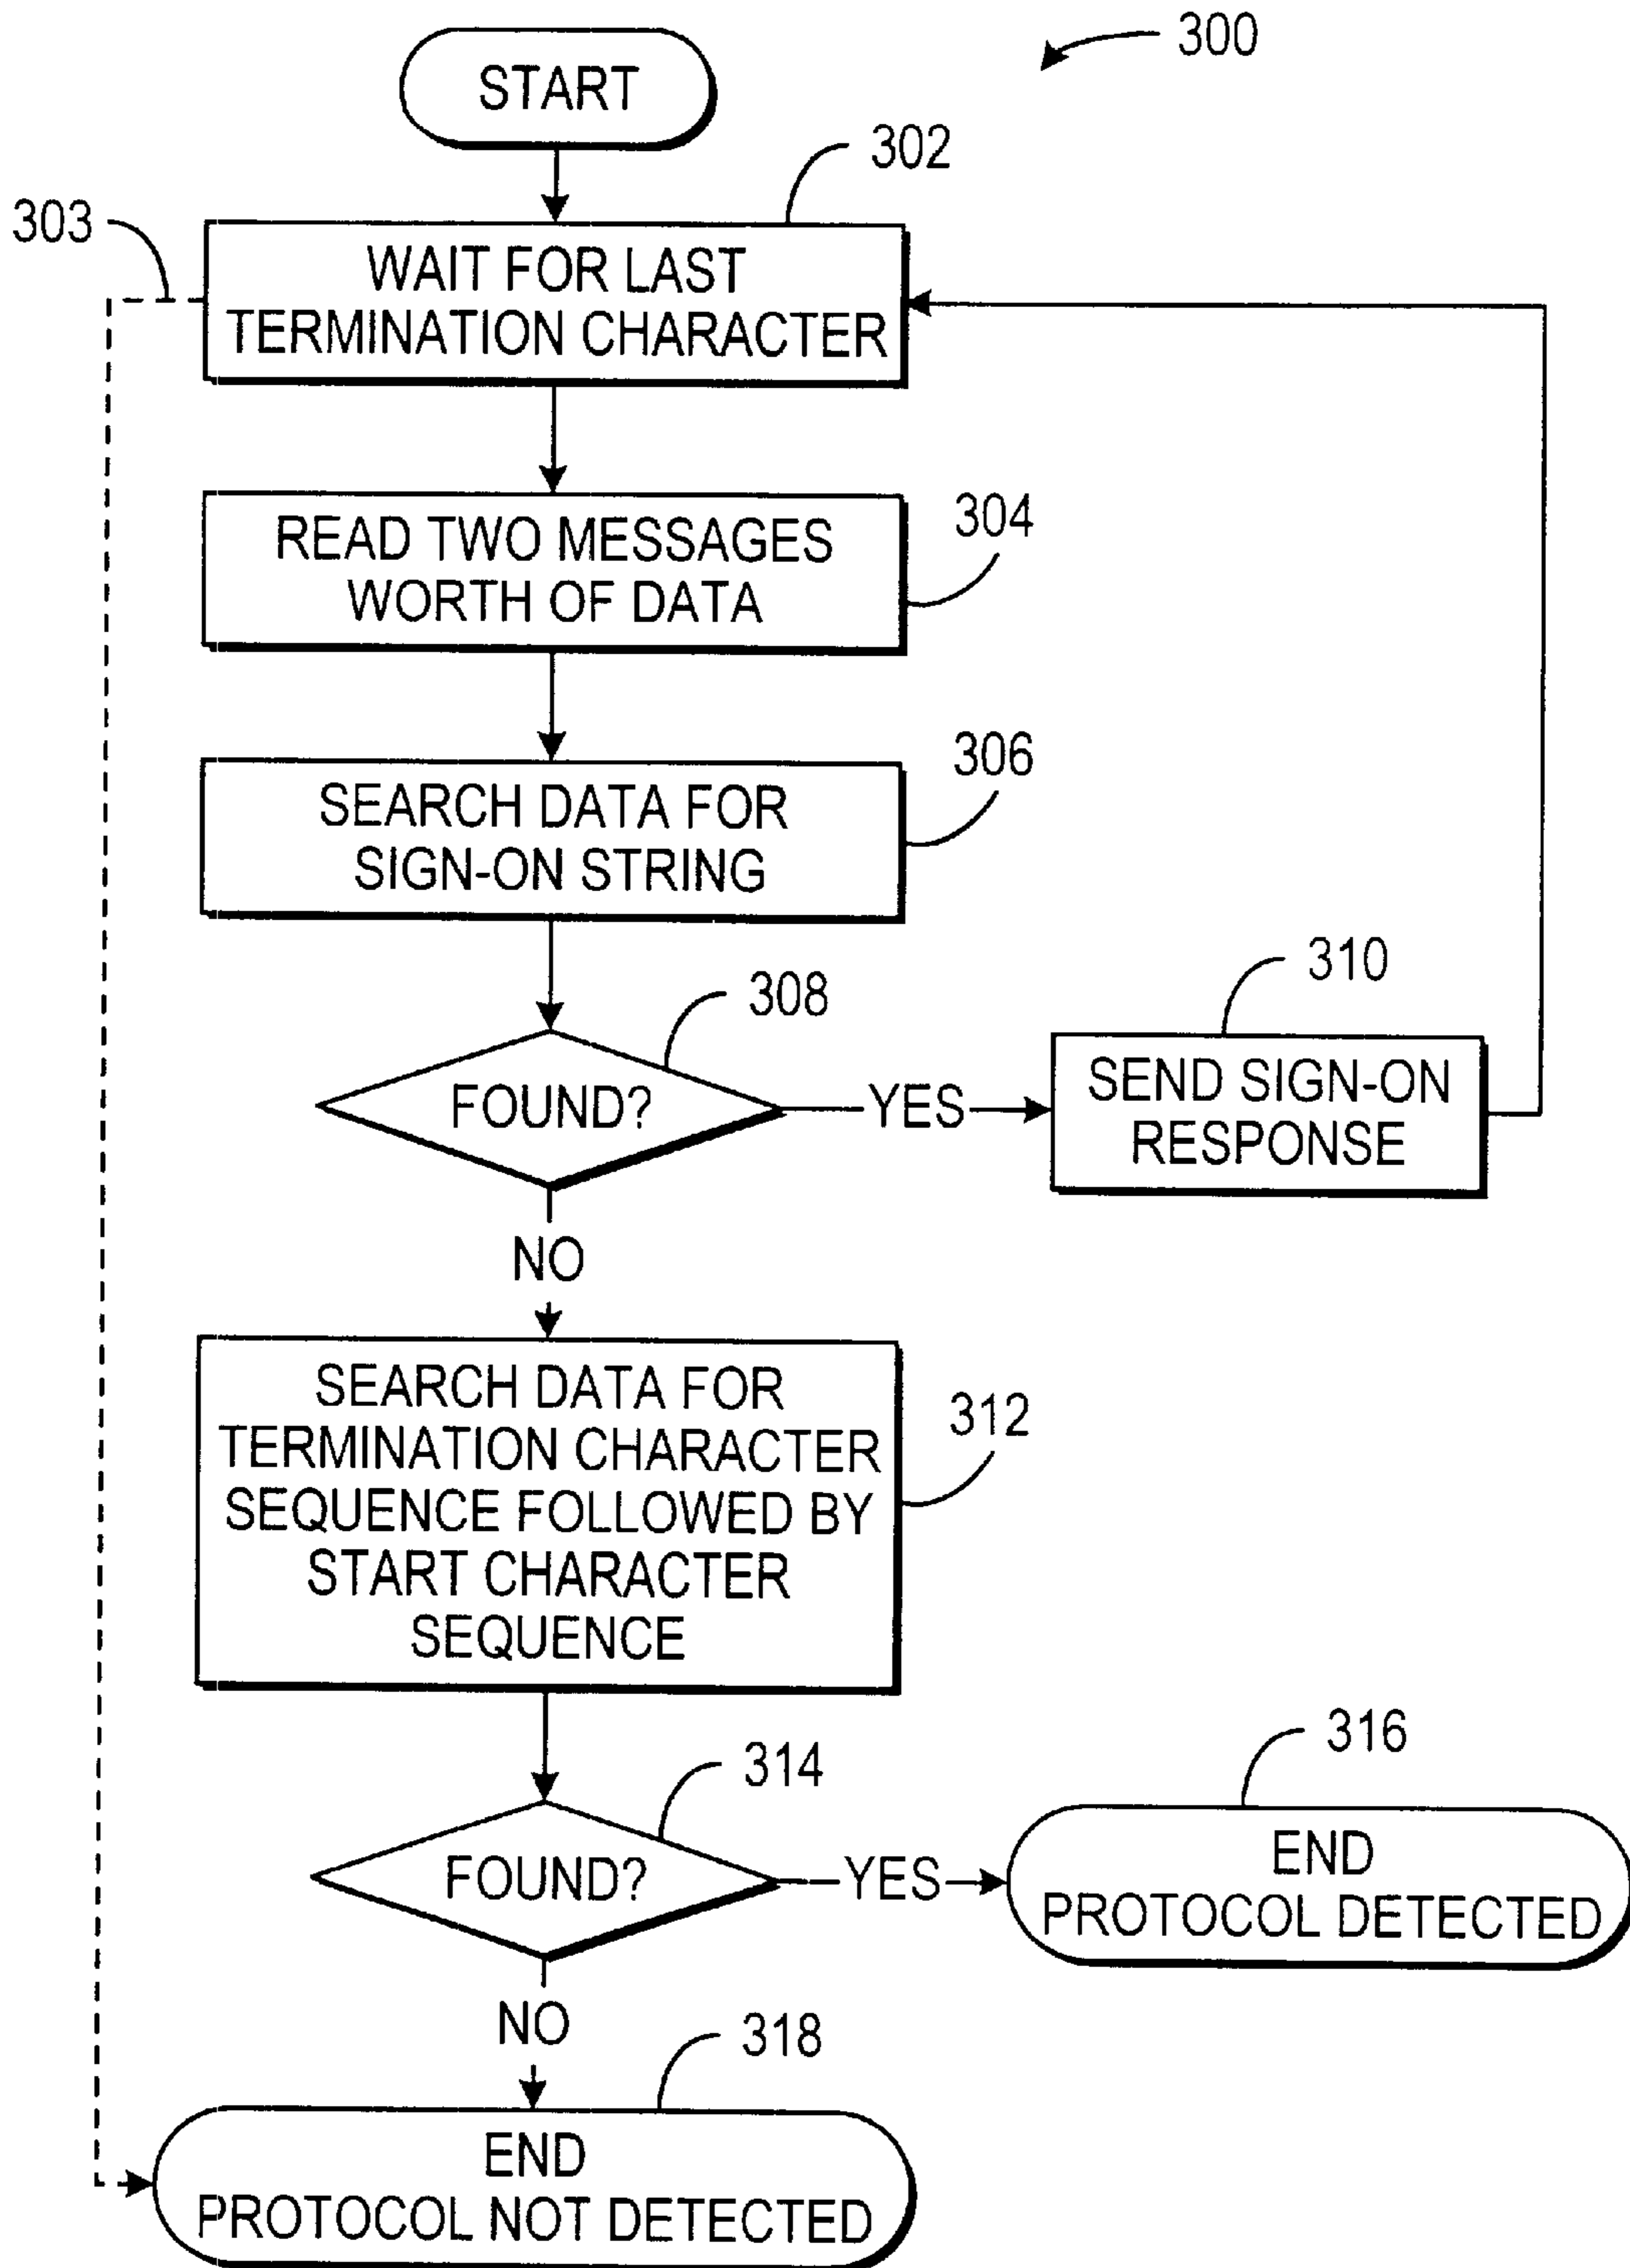 START
300
302
303
WAIT FOR LAST
TERMINATION CHARACTER
READ TWO MESSAGES
WORTH OF DATA
304
SEARCH DATA FOR
SIGN-ON STRING
306
308
FOUND?
YES
310
SEND SIGN-ON
RESPONSE
NO
SEARCH DATA FOR
TERMINATION CHARACTER
SEQUENCE FOLLOWED BY
START CHARACTER
SEQUENCE
312
314
FOUND?
YES
316
END
PROTOCOL DETECTED
NO
318
END
PROTOCOL NOT DETECTED